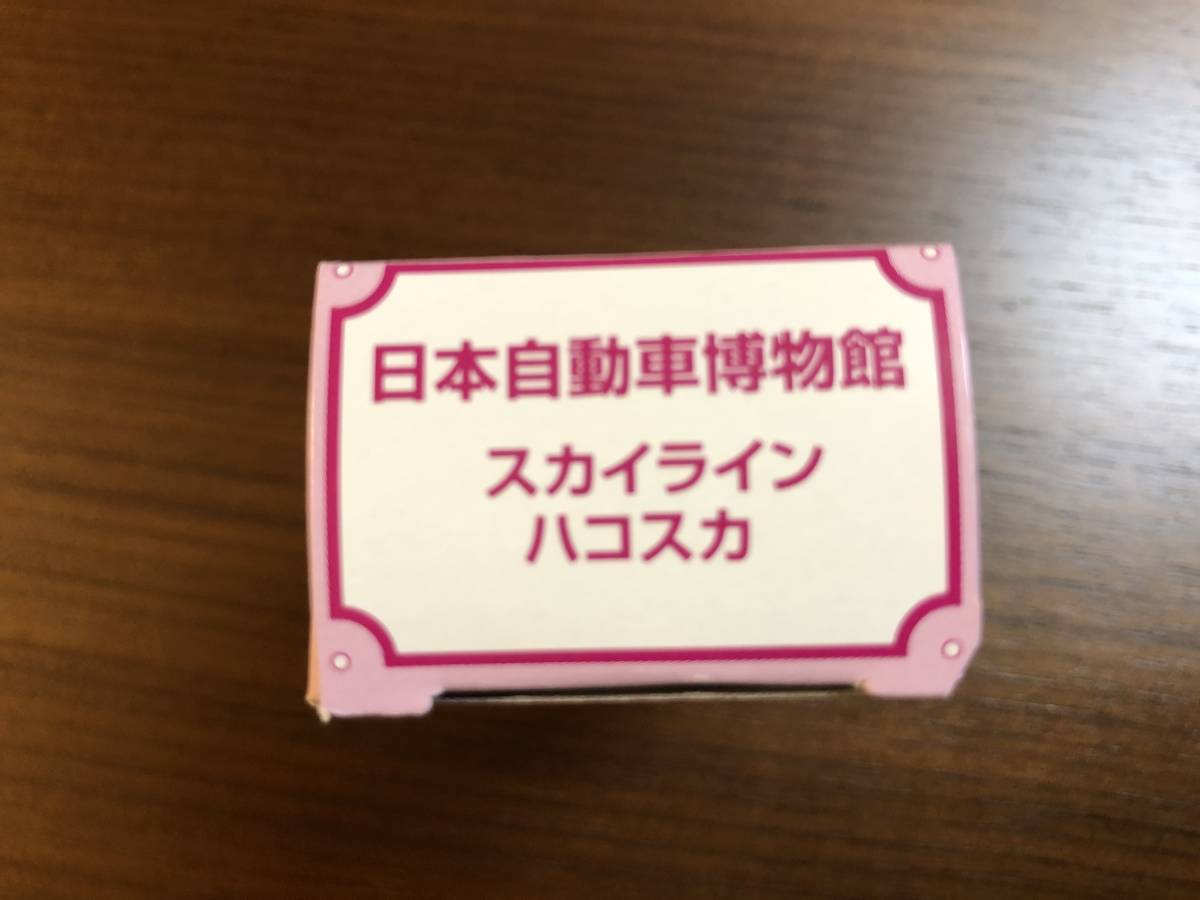 日本自動車博物館
スカイライン
ハコスカ